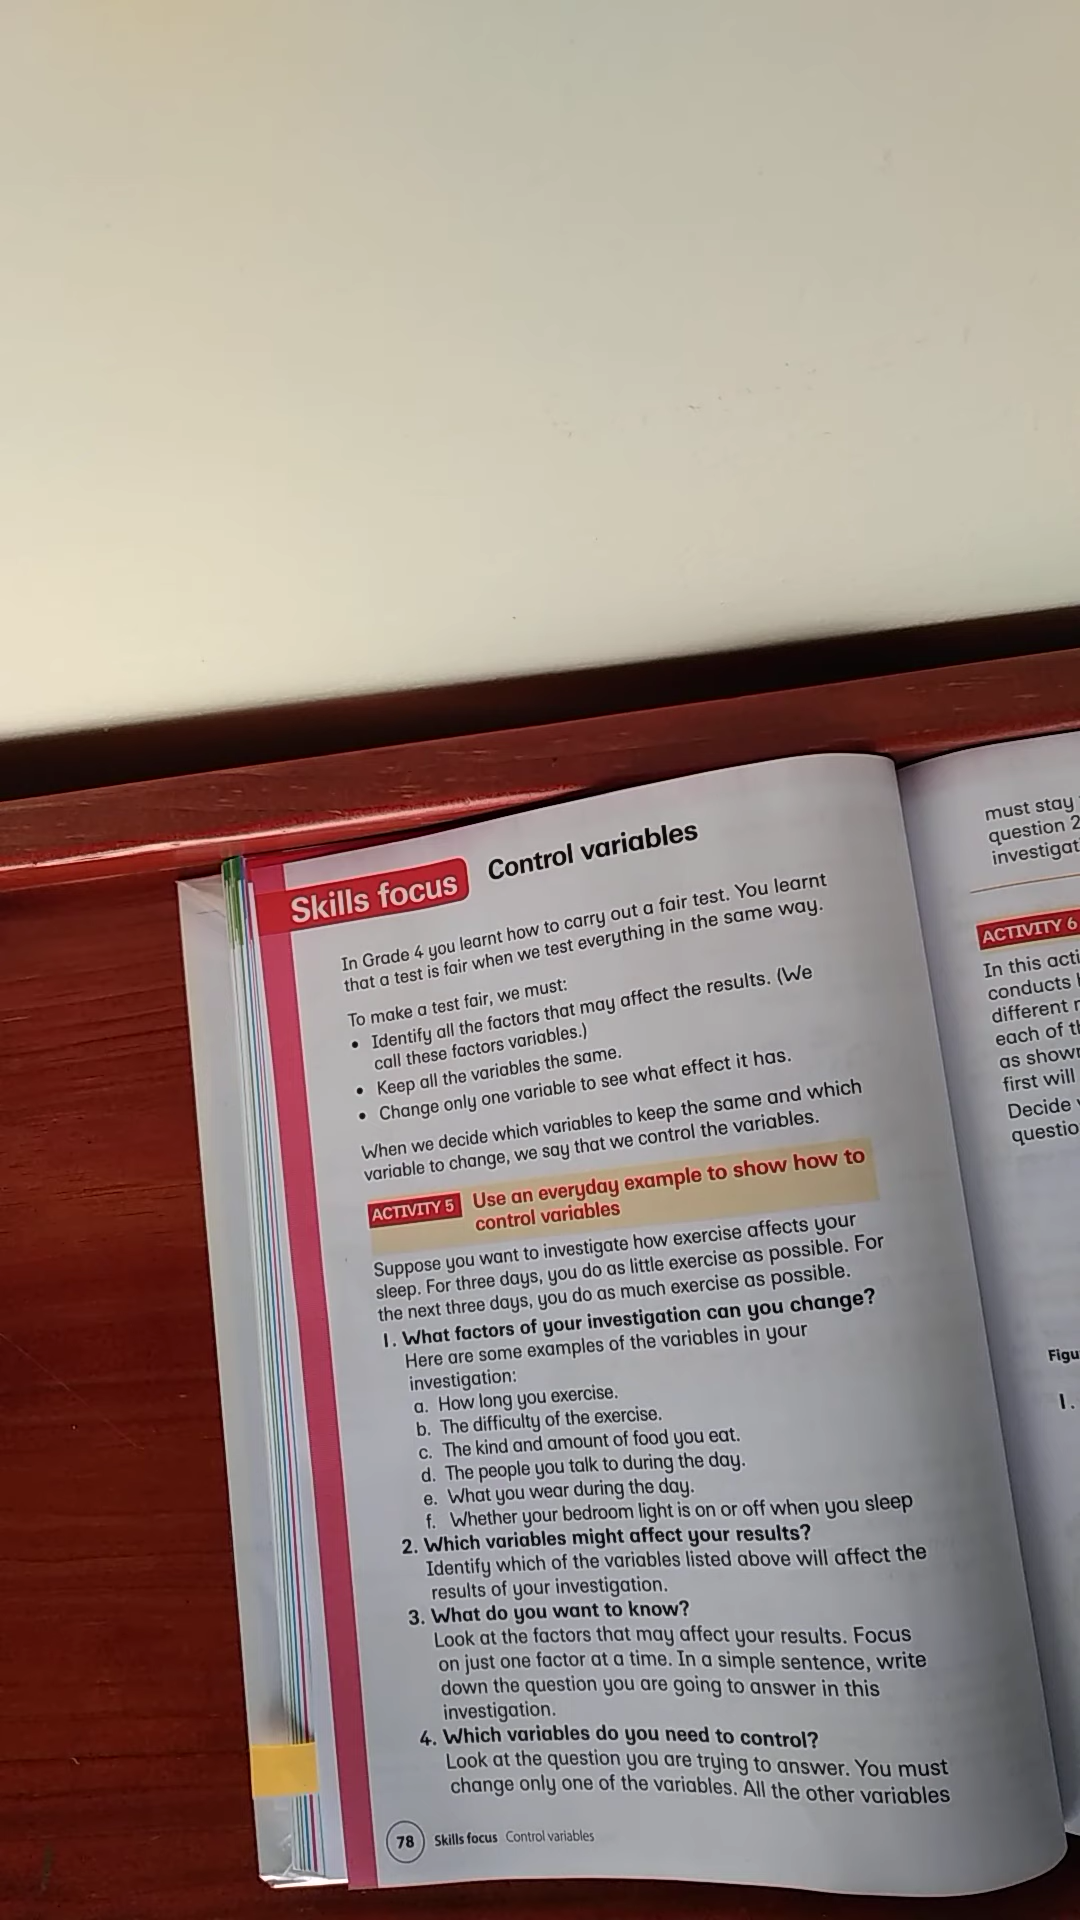 Skills focus Control variables
In Grade 4 you learnt how to carry out a fair test. You learnt
that a test is fair when we test everything in the same way.
To make a test fair, we must:
• Identify all the factors that may affect the results. (We
call these factors variables.)
• Keep all the variables the same.
• Change only one variable to see what effect it has.
When we decide which variables to keep the same and which
variable to change, we say that we control the variables.
ACTIVITY 5 Use an everyday example to show how to
control variables
Suppose you want to investigate how exercise affects your
sleep. For three days, you do as little exercise as possible. For
the next three days, you do as much exercise as possible.
1. What factors of your investigation can you change?
Here are some examples of the variables in your
investigation:
a. How long you exercise.
b. The difficulty of the exercise.
c. The kind and amount of food you eat.
d. The people you talk to during the day.
e. What you wear during the day.
f. Whether your bedroom light is on or off when you sleep
2. Which variables might affect your results?
Identify which of the variables listed above will affect the
results of your investigation.
3. What do you want to know?
Look at the factors that may affect your results. Focus
on just one factor at a time. In a simple sentence, write
down the question you are going to answer in this
investigation.
4. Which variables do you need to control?
Look at the question you are trying to answer. You must
change only one of the variables. All the other variables
78 Skills focus Control variables
must stay
question 2
ACTIVITY 6
In this
conducts
different
each of
as
first will
Decide
1.